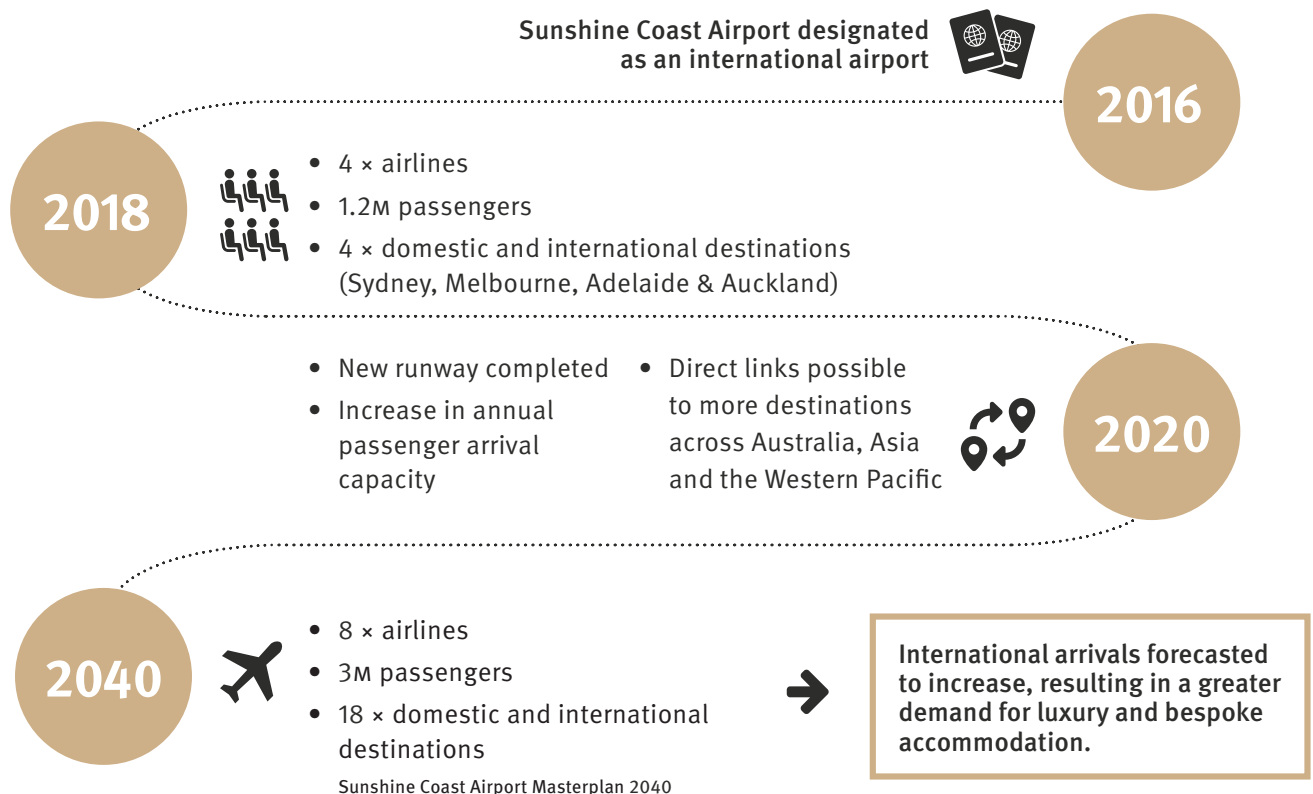 Sunshine Coast Airport designated
as an international airport
2016
2018
• 4 × airlines
• 1.2M passengers
• 4 × domestic and international destinations
(Sydney, Melbourne, Adelaide & Auckland)
• New runway completed
• Increase in annual
passenger arrival
capacity
• Direct links possible
to more destinations
across Australia, Asia
and the Western Pacific
2020
2040
• 8 × airlines
• 3M passengers
• 18 × domestic and international
destinations
Sunshine Coast Airport Masterplan 2040
International arrivals forecasted
to increase, resulting in a greater
demand for luxury and bespoke
accommodation.